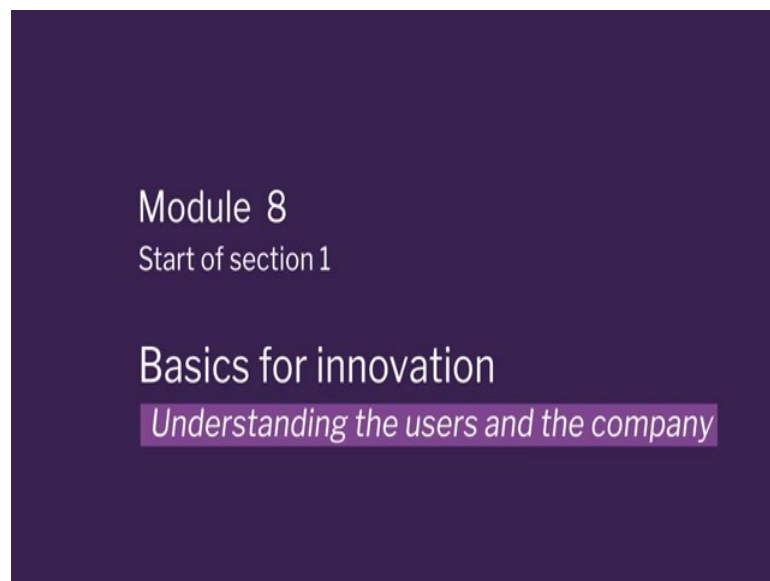 Module 8
Start of section 1
Basics for innovation
Understanding the users and the company